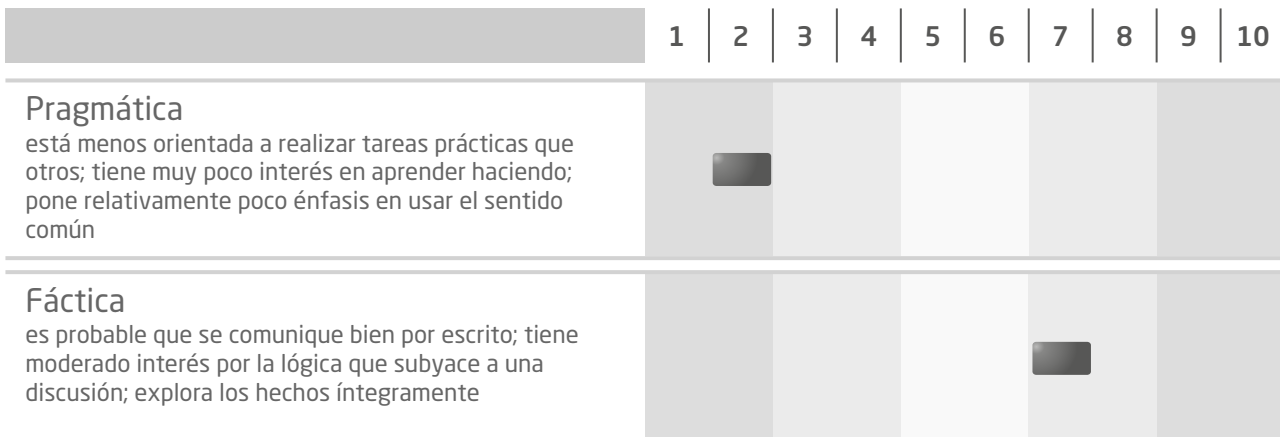 1 2 3 4 5 6 7 8 9 10
Pragmática
está menos orientada a realizar tareas prácticas que
otros; tiene muy poco interés en aprender haciendo;
pone relativamente poco énfasis en usar el sentido
común
Fáctica
es probable que se comunique bien por escrito; tiene
moderado interés por la lógica que subyace a una
discusión; explora los hechos íntegramente